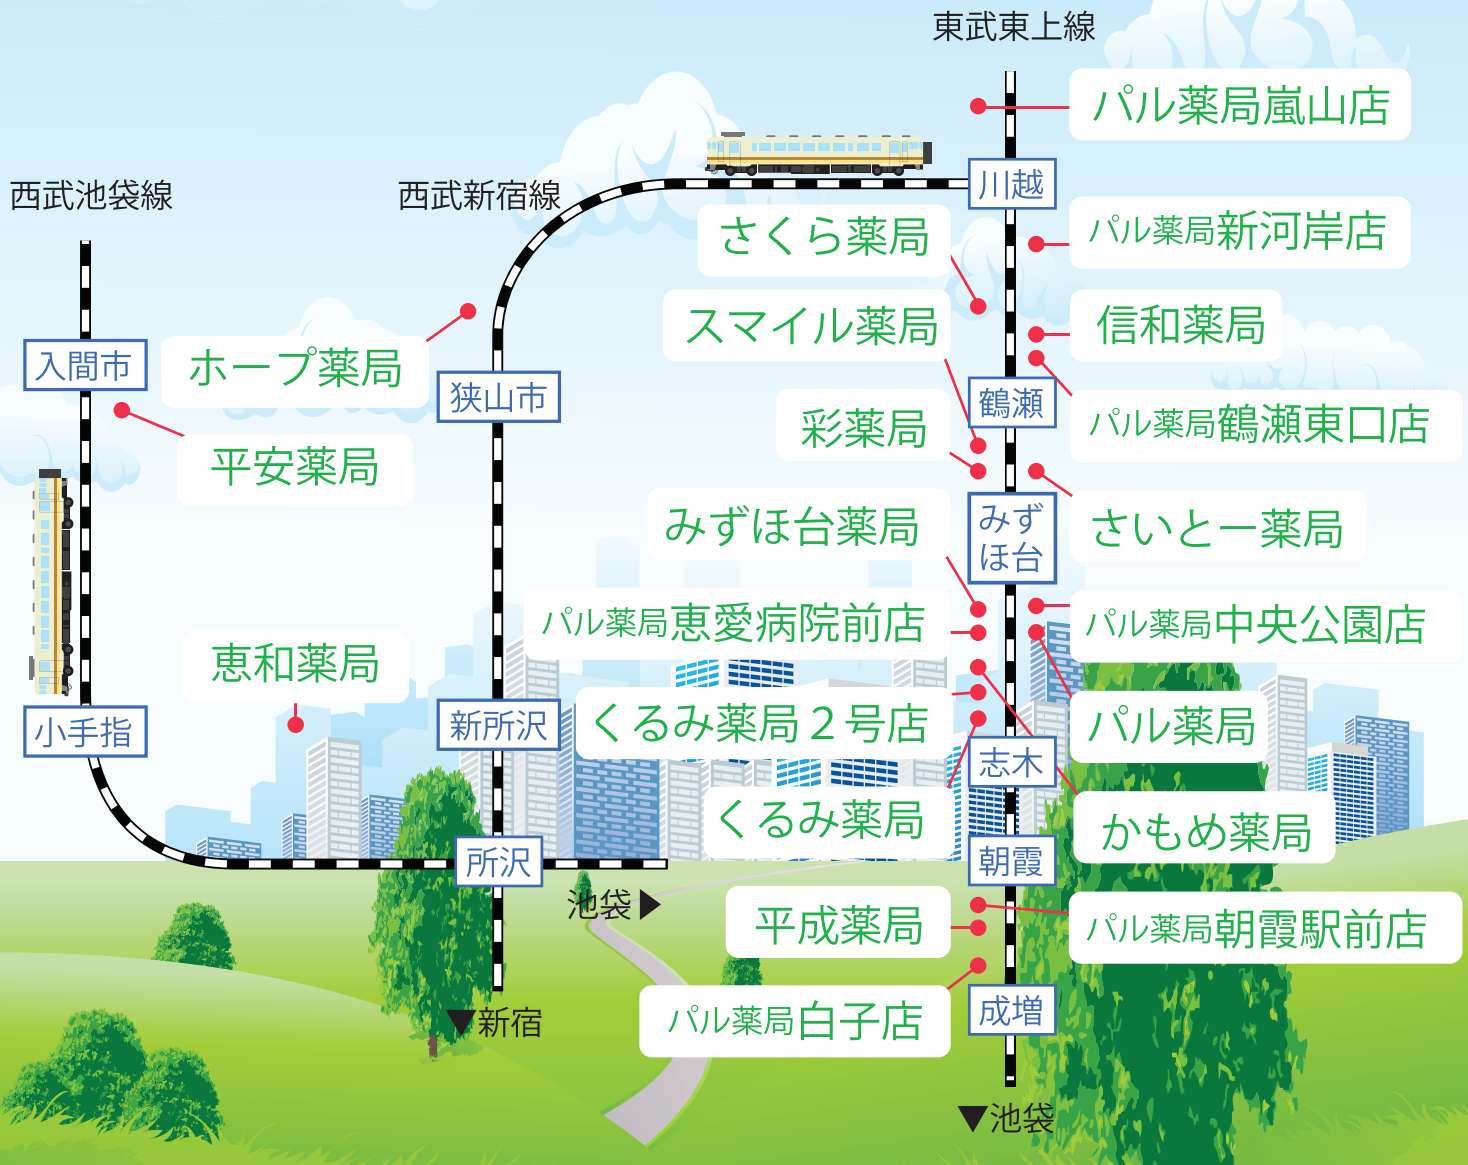 東武東上線
パル薬局嵐山店
川越
西武池袋線
西武新宿線
さくら薬局
パル薬局新河岸店
スマイル薬局
信和薬局
入間市
ホープ薬局
狭山市
鶴瀬
彩薬局
パル薬局鶴瀬東口店
平安薬局
みずほ台薬局
みず
ほ台
さいとー薬局
パル薬局恵愛病院前店
パル薬局中央公園店
恵和薬局
小手指
新所沢
くるみ薬局2号店
パル薬局
志木
くるみ薬局
かもめ薬局
所沢
朝霞
池袋▶
平成薬局
パル薬局朝霞駅前店
▼新宿
パル薬局白子店
成増
▼池袋